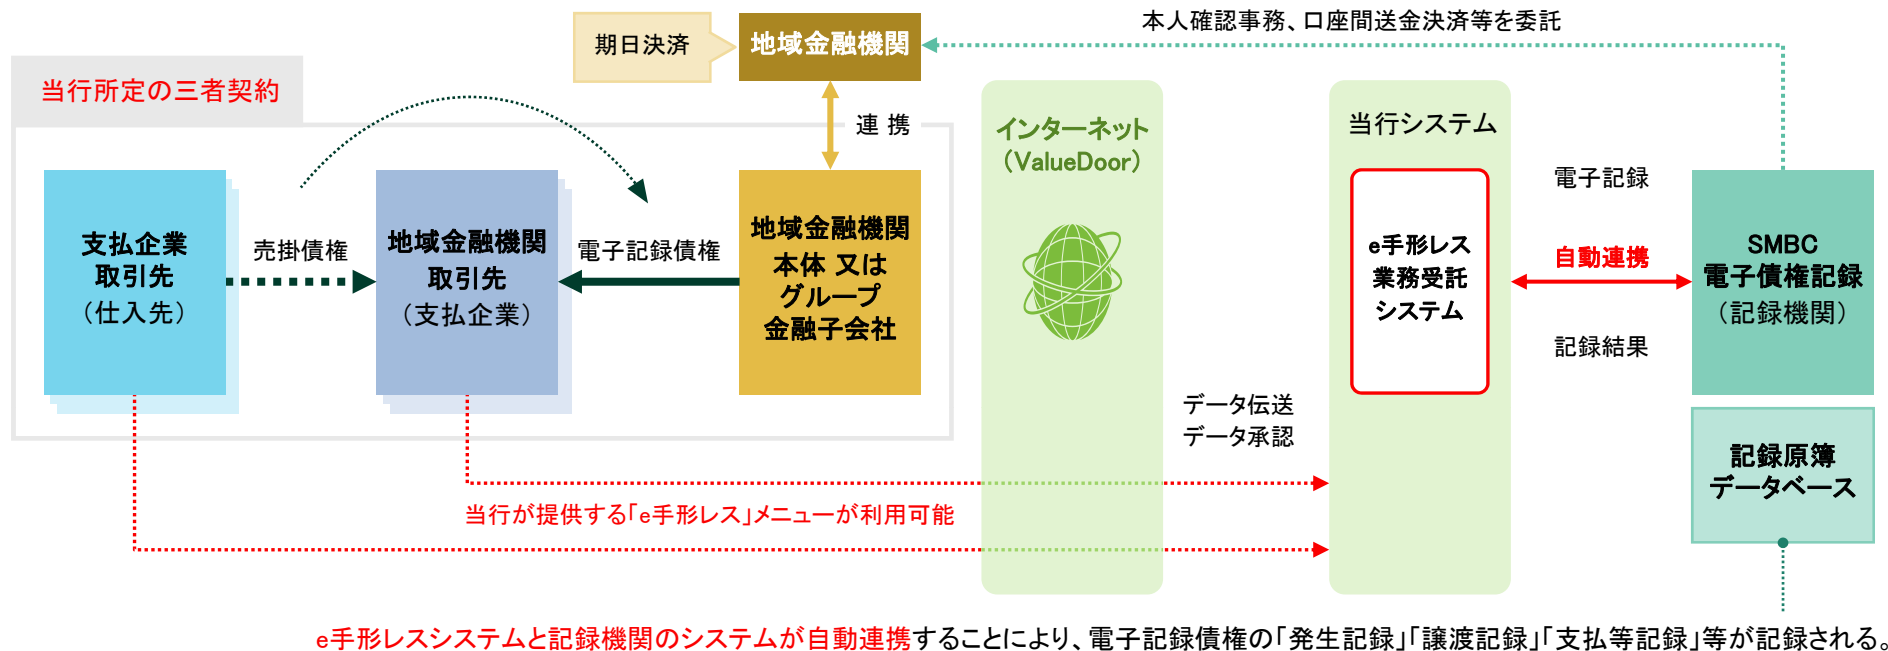 本人確認事務、口座間送金決済等を委託
期日決済
地域金融機関
当行所定の三者契約
連 携
インターネット
（ValueDoor）
当行システム
支払企業
取引先
（仕入先）
売掛債権
地域金融機関
取引先
（支払企業）
電子記録債権
地域金融機関
本体 又は
グループ
金融子会社
e手形レス
業務受託
システム
電子記録
自動連携
記録結果
SMBC
電子債権記録
（記録機関）
データ伝送
データ承認
記録原簿
データベース
当行が提供する「e手形レス」メニューが利用可能
e手形レスシステムと記録機関のシステムが自動連携することにより、電子記録債権の「発生記録」「譲渡記録」「支払等記録」等が記録される。